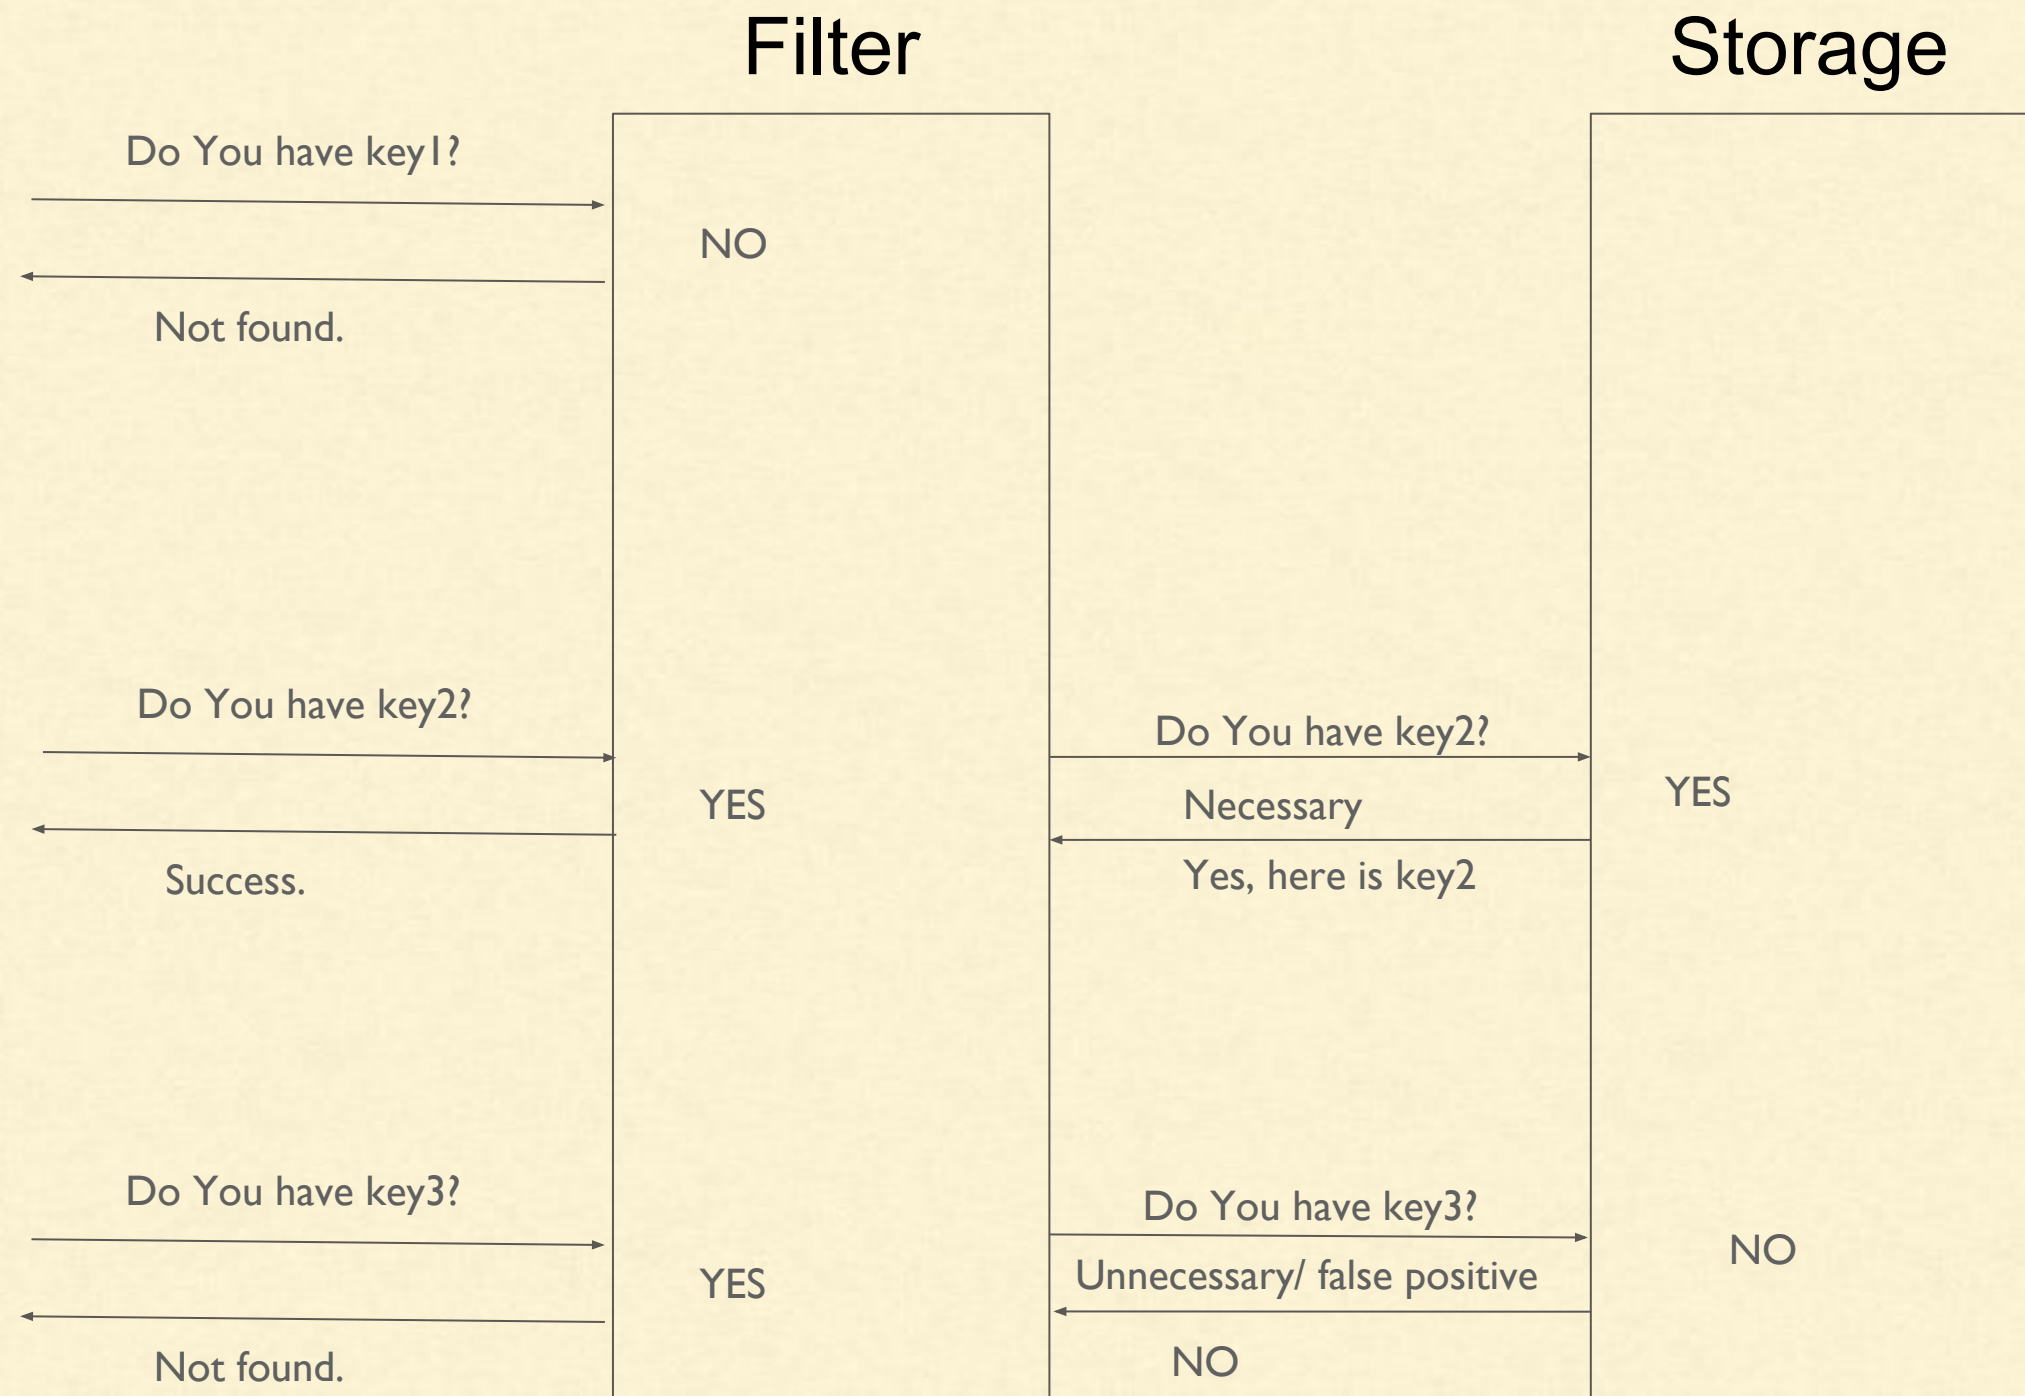 Filter
Storage
Do You have key1?
NO
Not found.
Do You have key2?
YES
Success.
Do You have key2?
Necessary
Yes, here is key2
YES
Do You have key3?
YES
Not found.
Do You have key3?
Unnecessary/ false positive
NO
NO